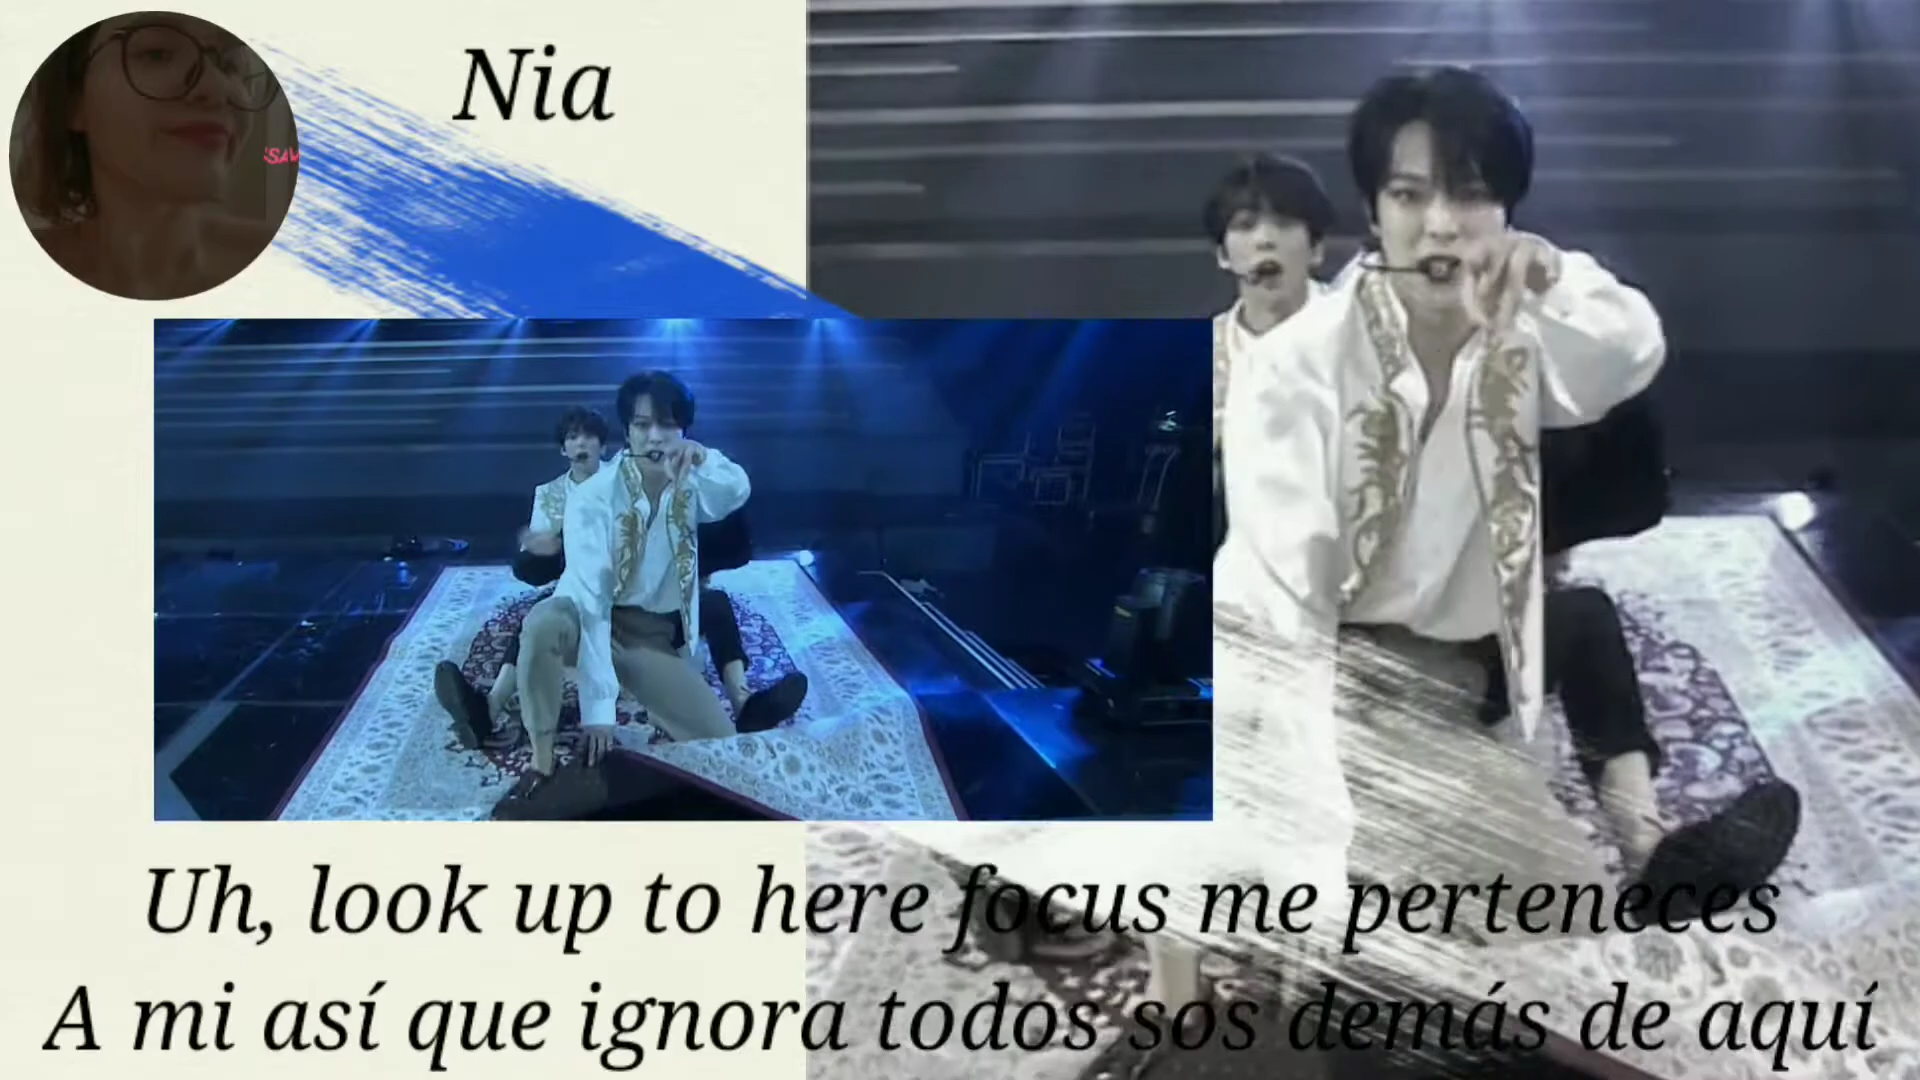 Nia
Uh, look up to here focus me perteneces
A mi así que ignora todos sos demás de aquí